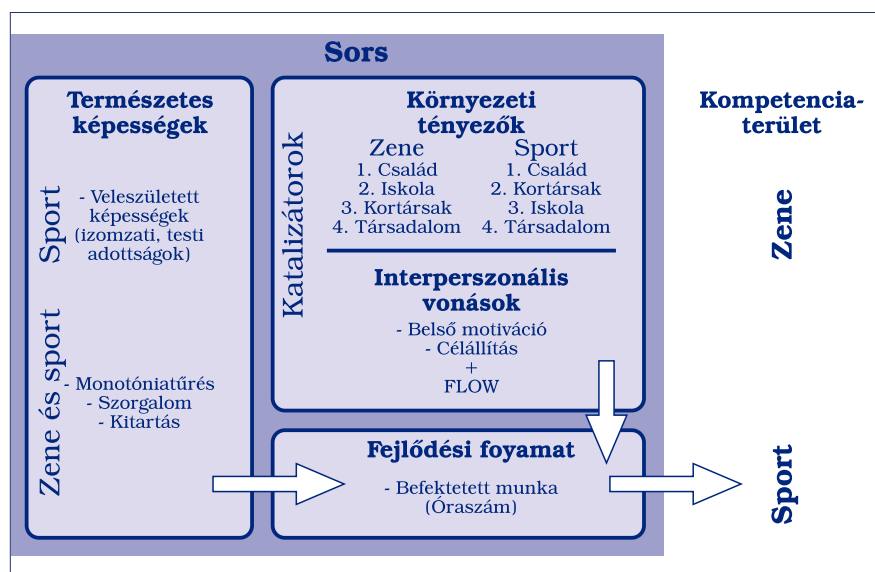 Sors
Természetes
képességek
Sport
- Veleszületett
képességek
(izomzati, testi
adottságok)
Zene és sport
- Monotóniatűrés
- Szorgalom
- Kitartás
Katalizátorok
Környezeti
tényezők
Zene
1. Család
2. Iskola
3. Kortársak
4. Társadalom
Sport
1. Család
2. Kortársak
3. Iskola
4. Társadalom
Interperszonális
vonások
- Belső motiváció
- Célállítás
+
FLOW
Fejlődési foyamat
- Befektetett munka
(Óraszám)
Kompetencia-
terület
Zene
Sport